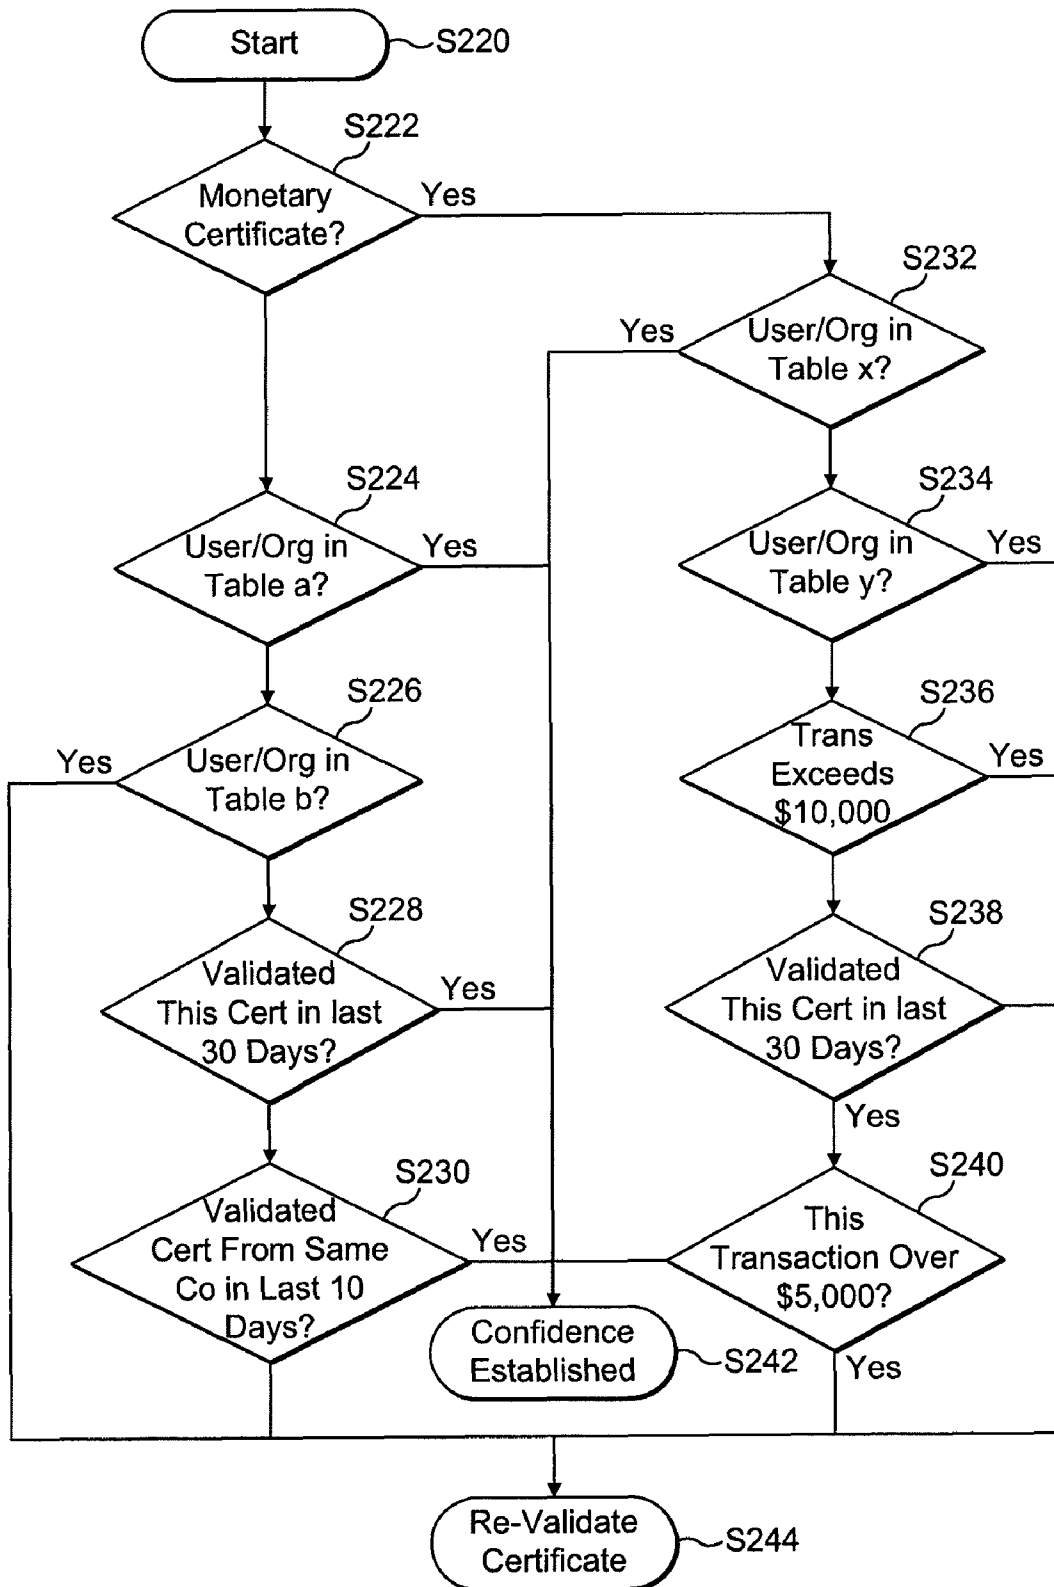 Start
S220
S222
Monetary
Certificate?
Yes
S232
User/Org in
Table x?
Yes
S224
User/Org in
Table a?
Yes
S234
User/Org in
Table y?
Yes
S226
User/Org in
Table b?
Yes
S236
Trans
Exceeds
$10,000
Yes
S228
Validated
This Cert in last
30 Days?
Yes
S238
Validated
This Cert in last
30 Days?
Yes
S230
Validated
Cert From Same
Co in Last 10
Days?
Yes
S240
This
Transaction Over
$5,000?
Yes
Confidence
Established
S242
Re-Validate
Certificate
S244